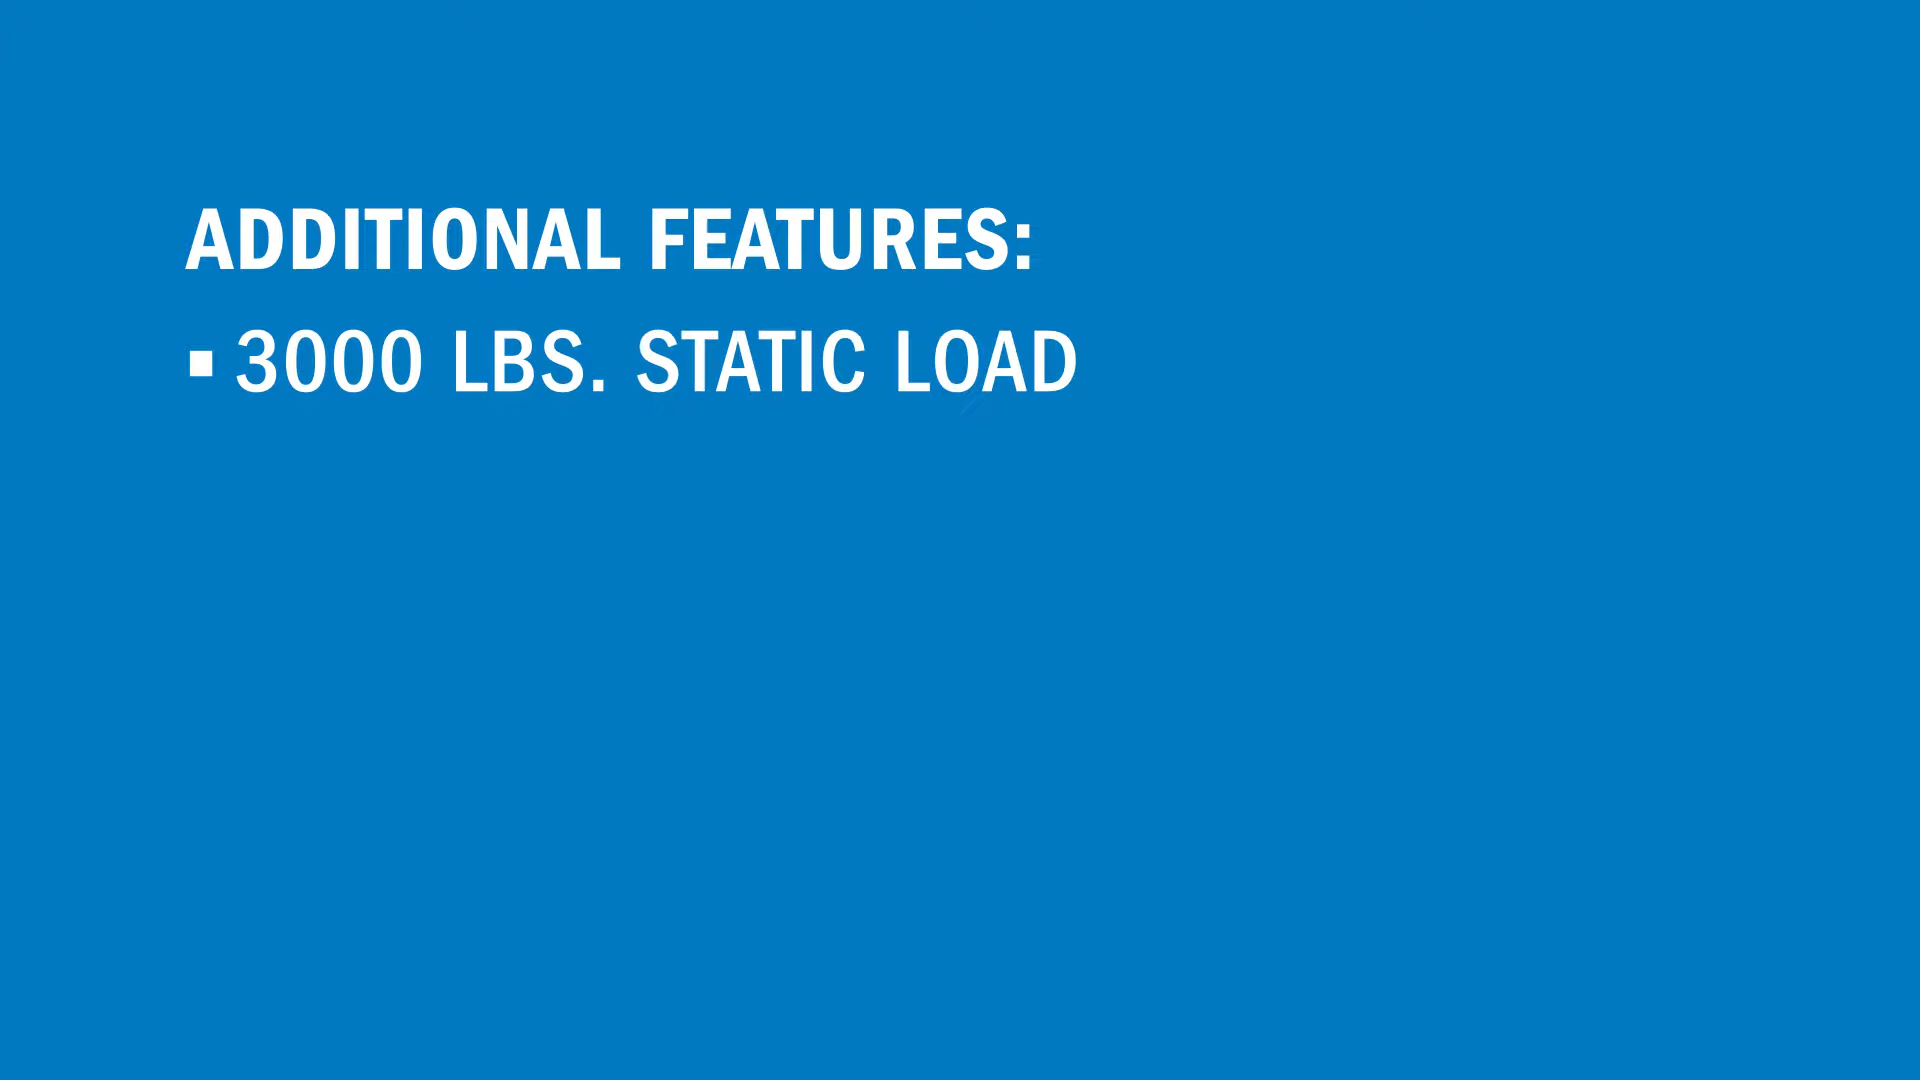 ADDITIONAL FEATURES:
▪ 3000 LBS. STATIC LOAD